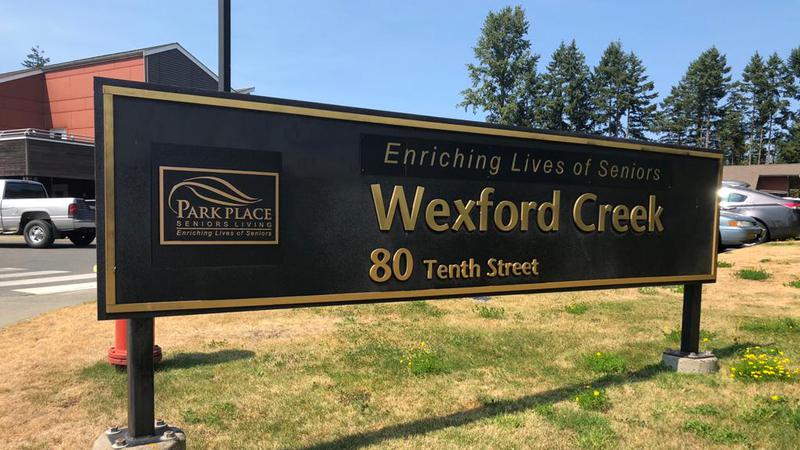 PARK PLACE
SENIORS LIVING
Enriching Lives of Seniors
Enriching Lives of Seniors
Wexford Creek
80 Tenth Street